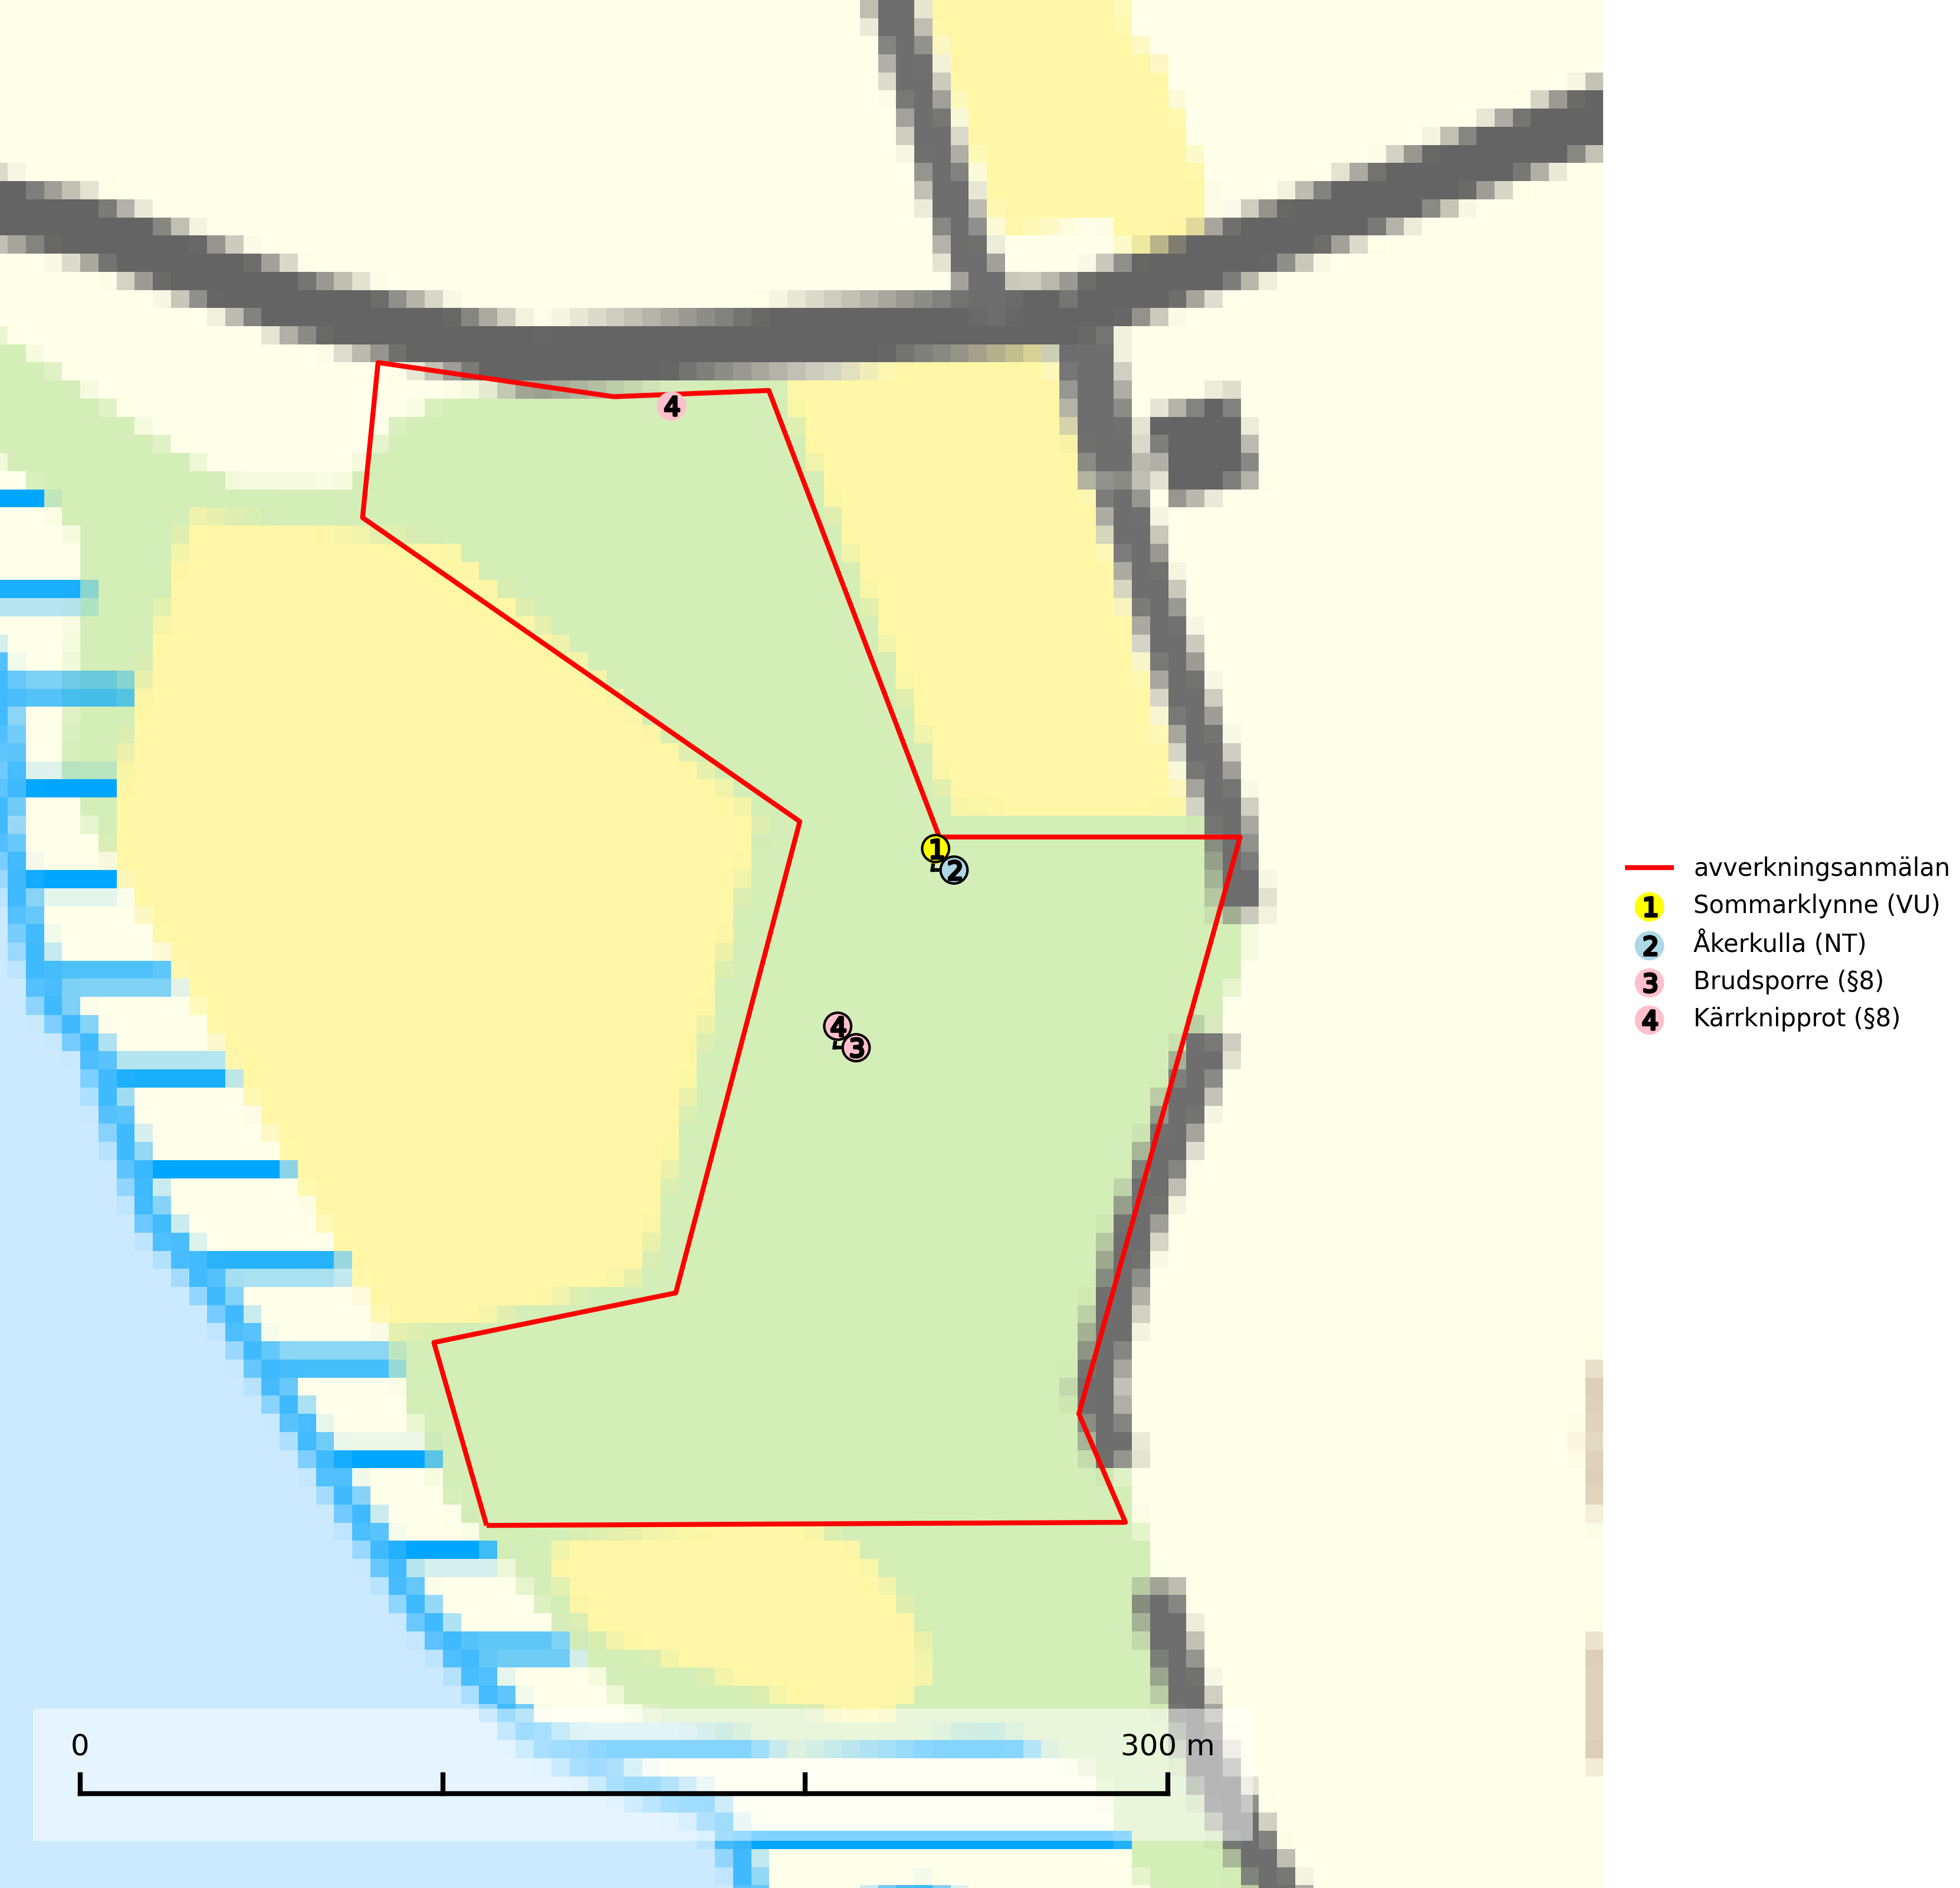 4
1
2
4
3
avverkningsanmälan
1 Sommarklynne (VU)
2 Åkerkulla (NT)
3 Brudsporre (§8)
4 Kärrknipprot (§8)
0 300 m